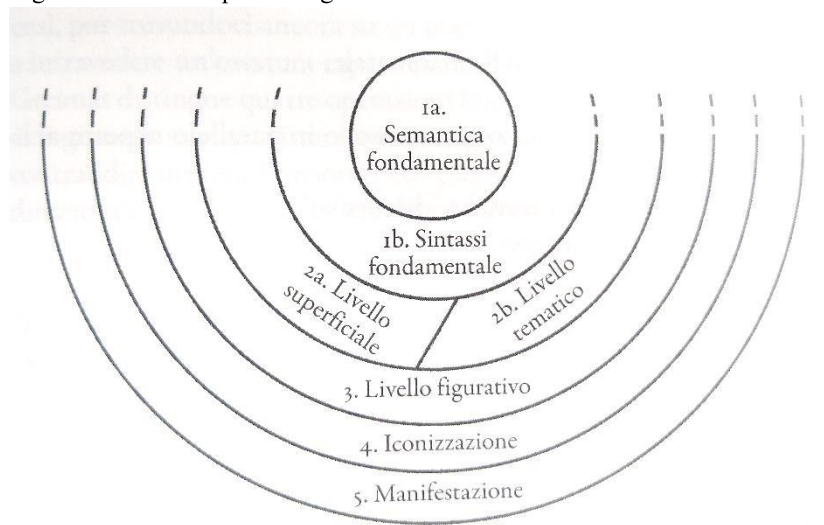 1a.
Semantica
fondamentale
1b. Sintassi
fondamentale
2a. Livello
superficiale
2b. Livello
tematico
3. Livello figurativo
4. Iconizzazione
5. Manifestazione